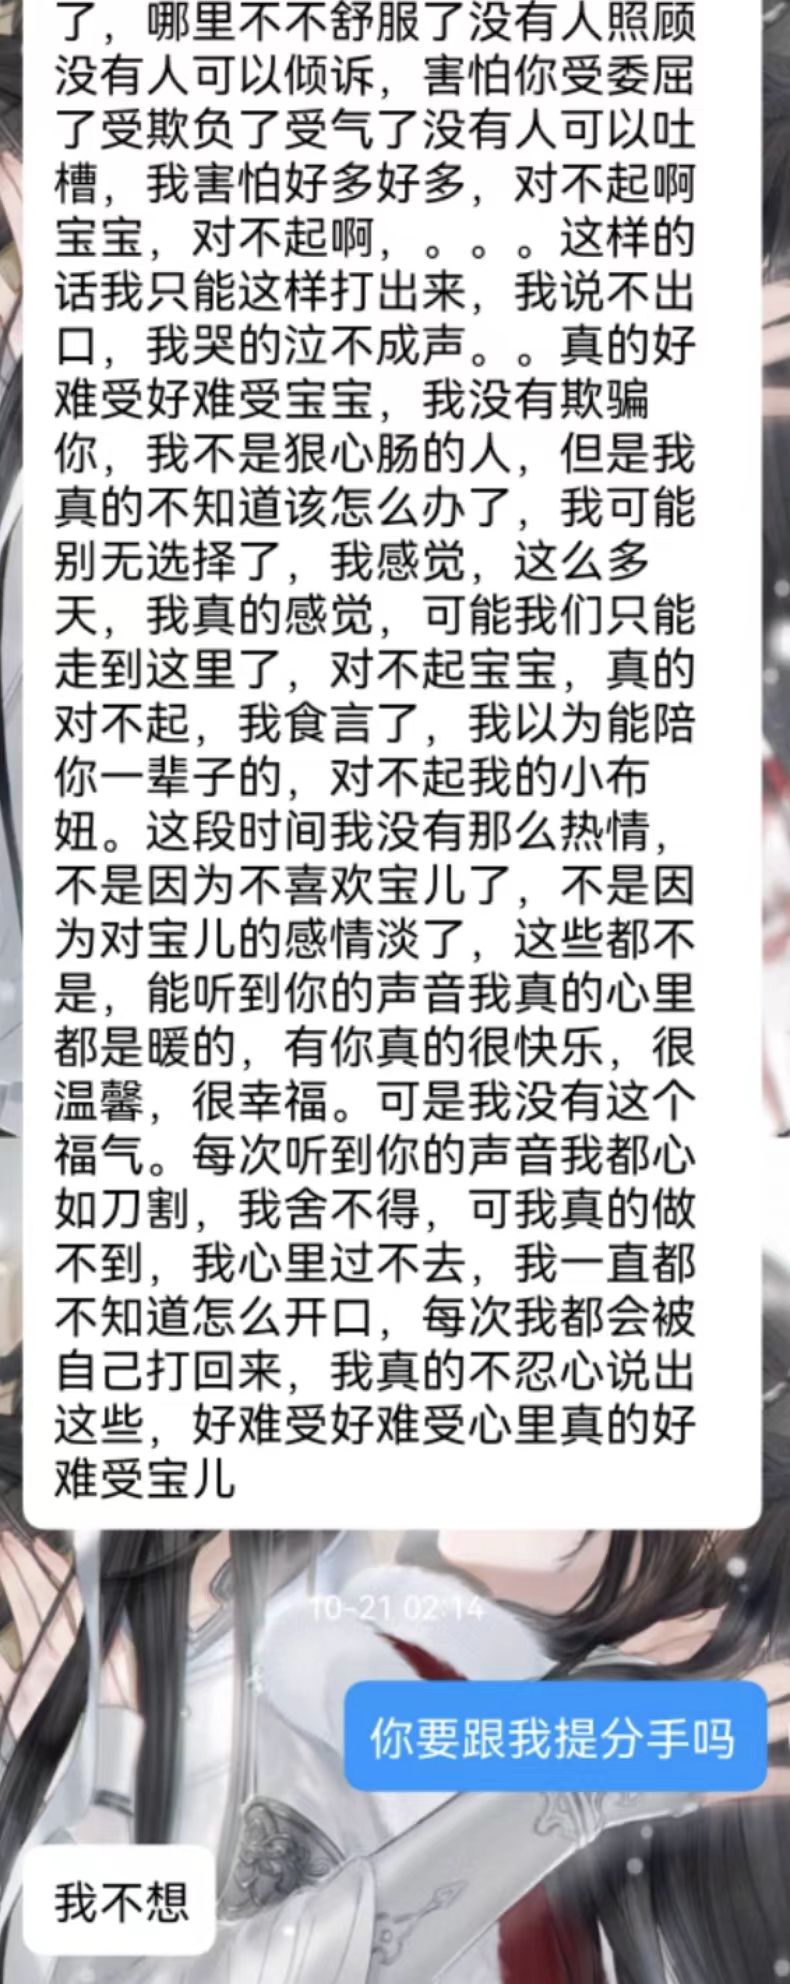 了，哪里不不舒服了没有人照顾
没有人可以倾诉，害怕你受委屈
了受欺负了受气了没有人可以吐
槽，我害怕好多好多，对不起啊
宝宝，对不起啊，。。。这样的
话我只能这样打出来，我说不出
口，我哭的泣不成声。。真的好
难受好难受宝宝，我没有欺骗
你，我不是狠心肠的人，但是我
真的不知道该怎么办了，我可能
别无选择了，我感觉，这么多
天，我真的感觉，可能我们只能
走到这里了，对不起宝宝，真的
对不起，我食言了，我以为能陪
你一辈子的，对不起我的小布
妞。这段时间我没有那么热情，
不是因为不喜欢宝儿了，不是因
为对宝儿的感情淡了，这些都不
是，能听到你的声音我真的心里
都是暖的，有你真的很快乐，很
温馨，很幸福。可是我没有这个
福气。每次听到你的声音我都心
如刀割，我舍不得，可我真的做
不到，我心里过不去，我一直都
不知道怎么开口，每次我都会被
自己打回来，我真的不忍心说出
这些，好难受好难受心里真的好
难受宝儿
10-21 02:14
你要跟我提分手吗
我不想